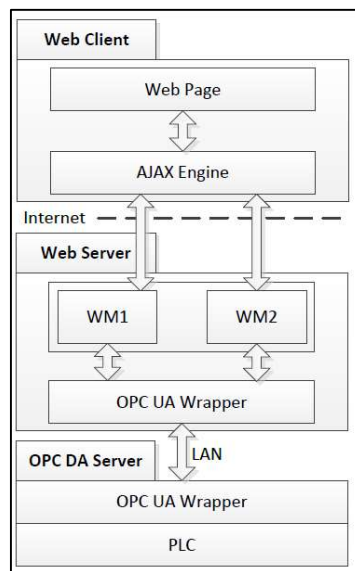 Web Client
Web Page
AJAX Engine
Internet
Web Server
WM1 WM2
OPC UA Wrapper
OPC DA Server
LAN
OPC UA Wrapper
PLC